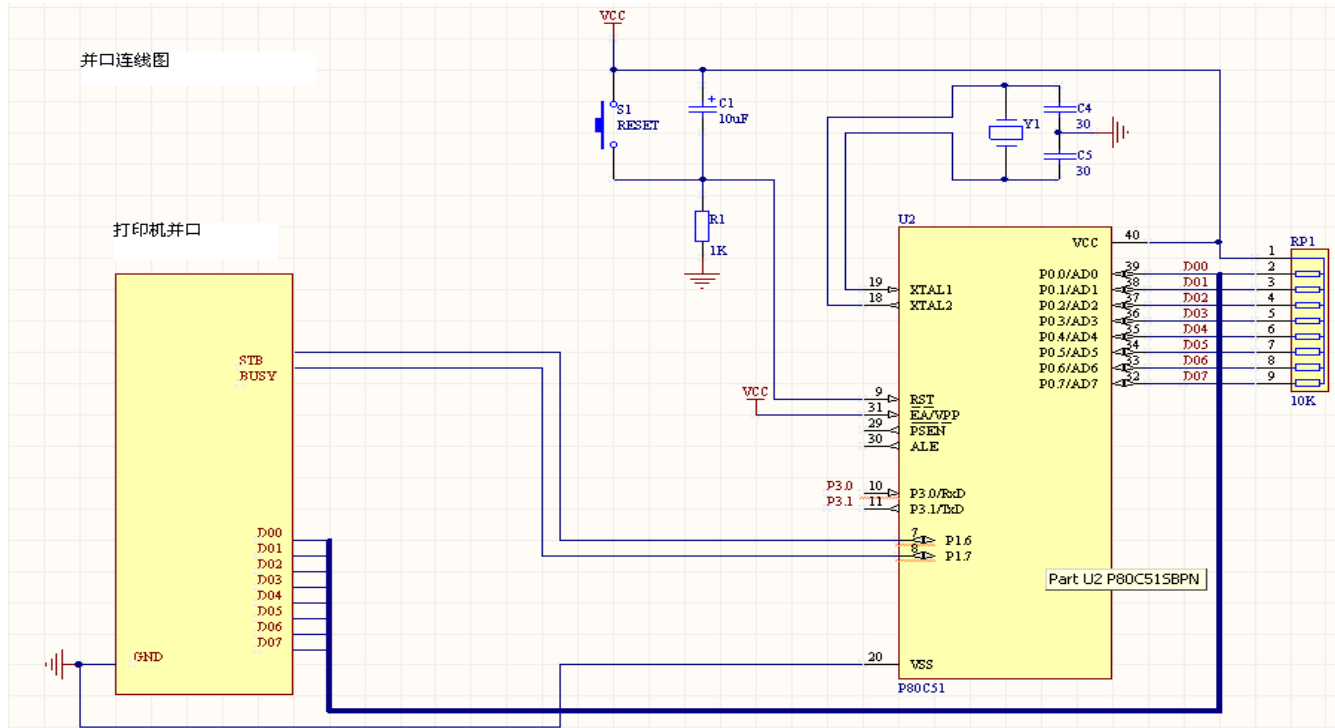 VCC
并口连线图
S1
RESET
C1
10uF
Y1
C4
30
C5
30
打印机并口
R1
1K
U2
VCC
40
RP1
1
P0.0/AD0
39
D00
2
P0.1/AD1
38
D01
3
P0.2/AD2
37
D02
4
P0.3/AD3
36
D03
5
P0.4/AD4
35
D04
6
P0.5/AD5
34
D05
7
P0.6/AD6
33
D06
8
P0.7/AD7
32
D07
9
10K
19
XTAL1
18
XTAL2
STB
BUSY
VCC
9
RST
31
EA/VPP
29
PSEN
30
ALE
P3.0
10
P3.0/RxD
P3.1
11
P3.1/TxD
7
P1.6
8
P1.7
D00
D01
D02
D03
D04
D05
D06
D07
Part U2 P80C51SBPN
GND
20
VSS
P80C51